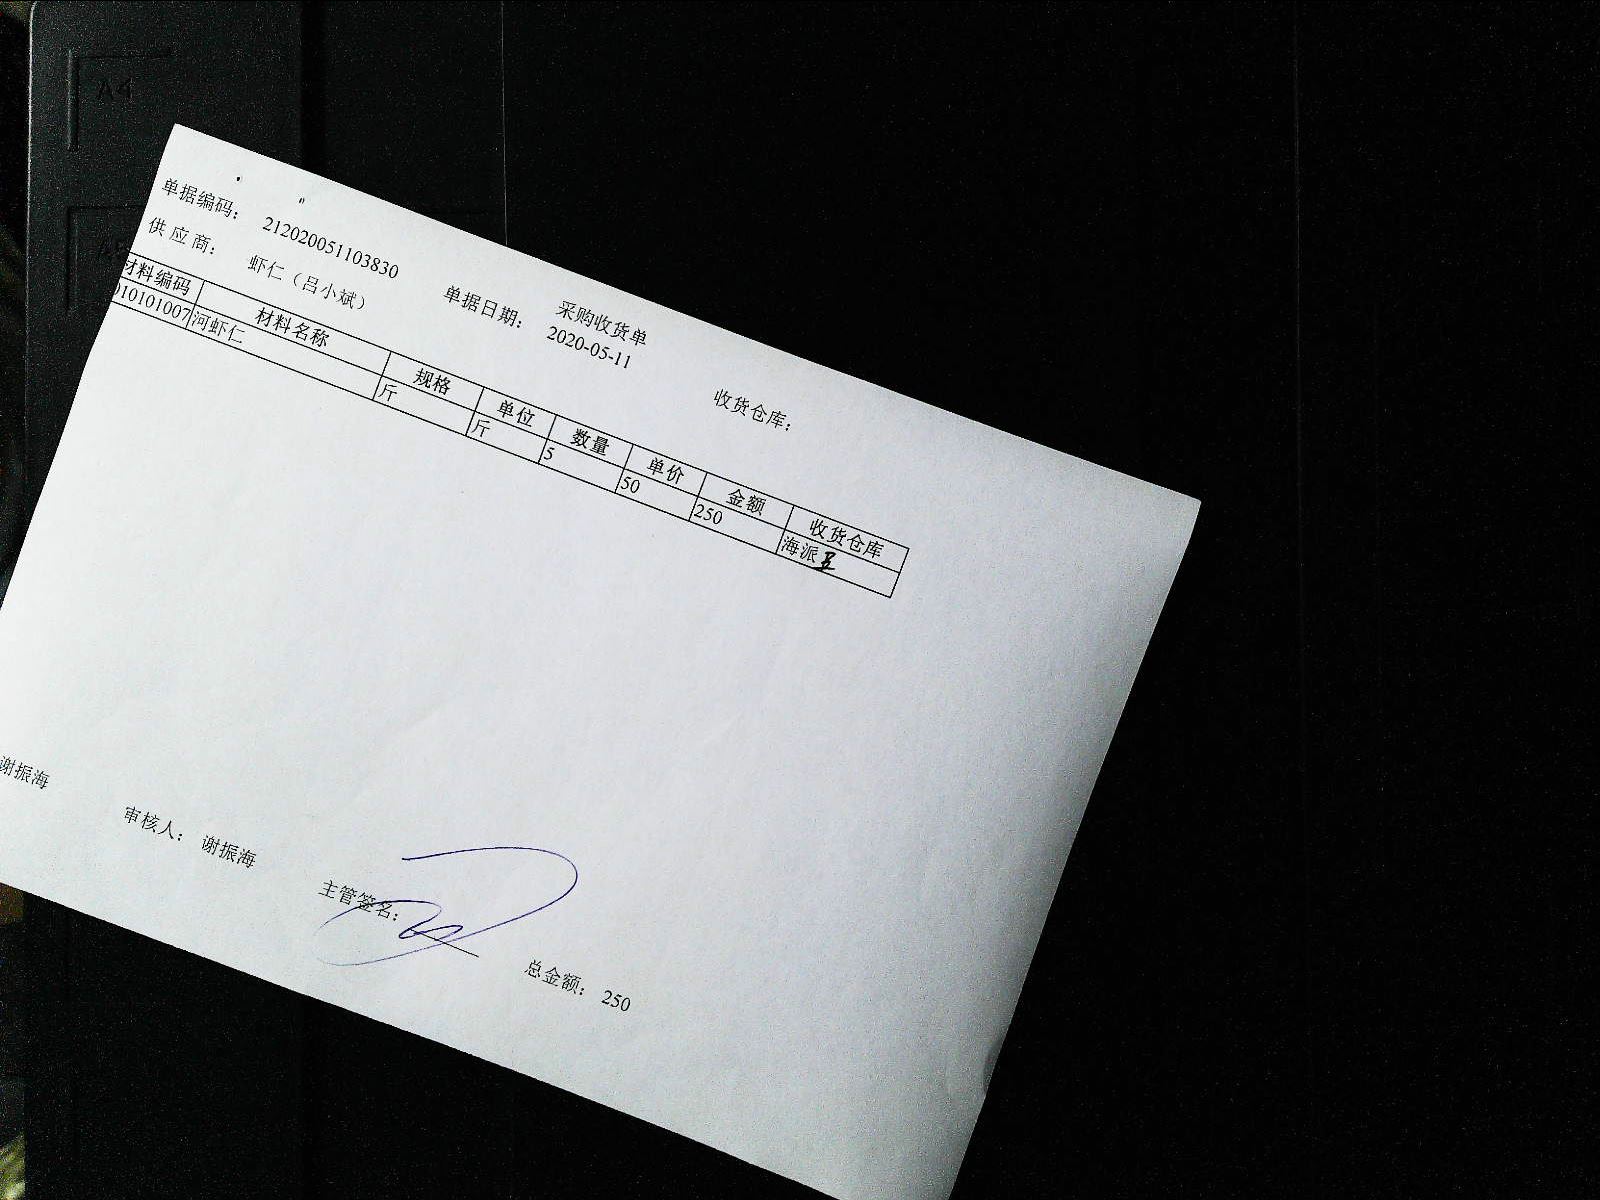 A4
采购收货单
单据编码： 212020051103830
单据日期： 2020-05-11
收货仓库：
供 应 商： 虾仁（吕小斌）
材料编码 材料名称 规格 单位 数量 单价 金额 收货仓库
010101007 河虾仁 斤 斤 5 50 250 海派
谢振海 审核人： 谢振海 主管签名： 总金额： 250